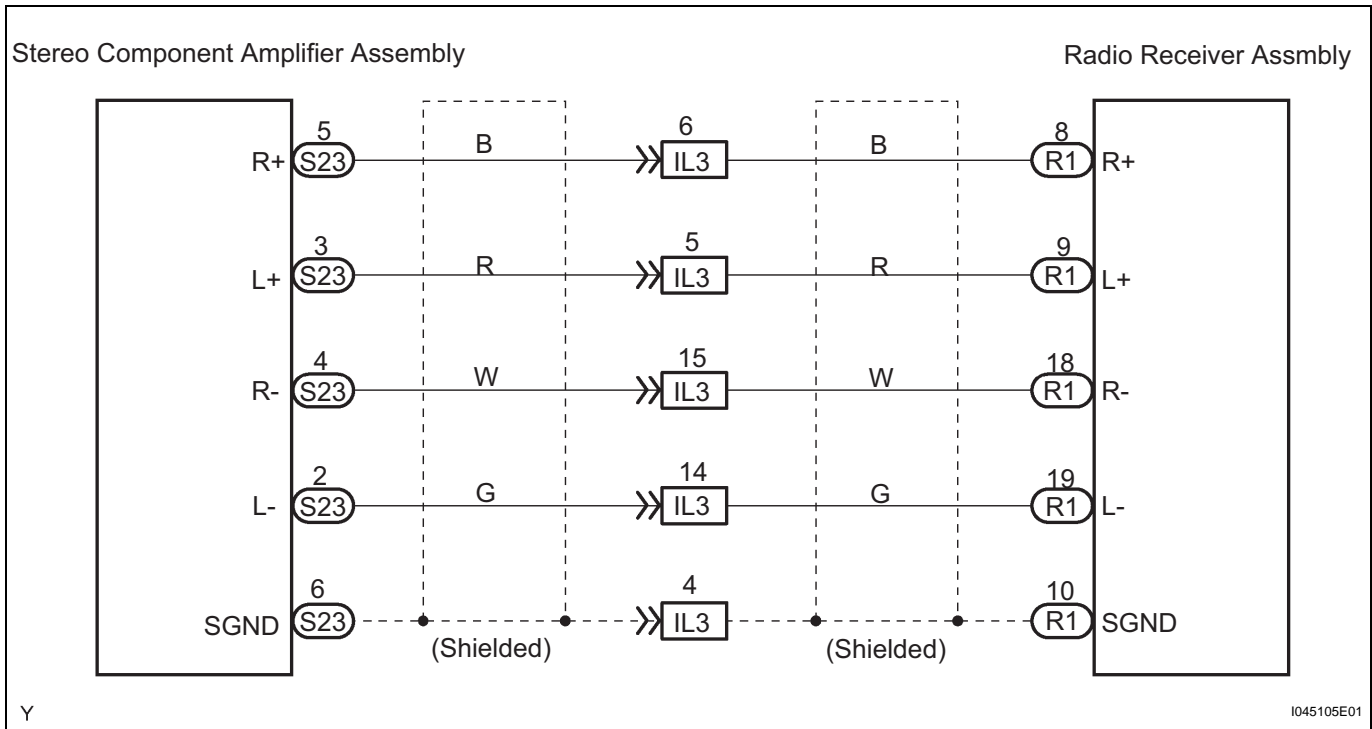 Stereo Component Amplifier Assembly
Radio Receiver Assmbly
5 B 6 B 8
R+ S23 IL3 R1 R+
3 R 5 R 9
L+ S23 IL3 R1 L+
4 W 15 W 18
R- S23 IL3 R1 R-
2 G 14 G 19
L- S23 IL3 R1 L-
6 4 10
SGND S23 IL3 R1 SGND
(Shielded) (Shielded)
Y I045105E01